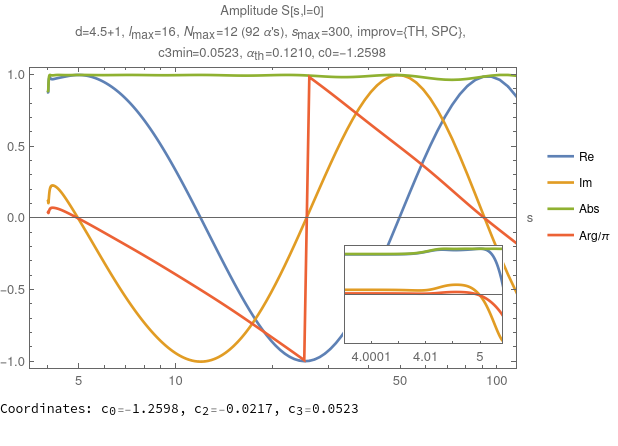 Amplitude S[s,l=0]
d=4.5+1, lmax=16, Nmax=12 (92 α's), smax=300, improv={TH, SPC},
c3min=0.0523, αth=0.1210, c0=-1.2598
1.0
0.5
0.0
-0.5
-1.0
5
10
50
100
s
4.0001
4.01
5
Re
Im
Abs
Arg/π
Coordinates: c0=-1.2598, c2=-0.0217, c3=0.0523